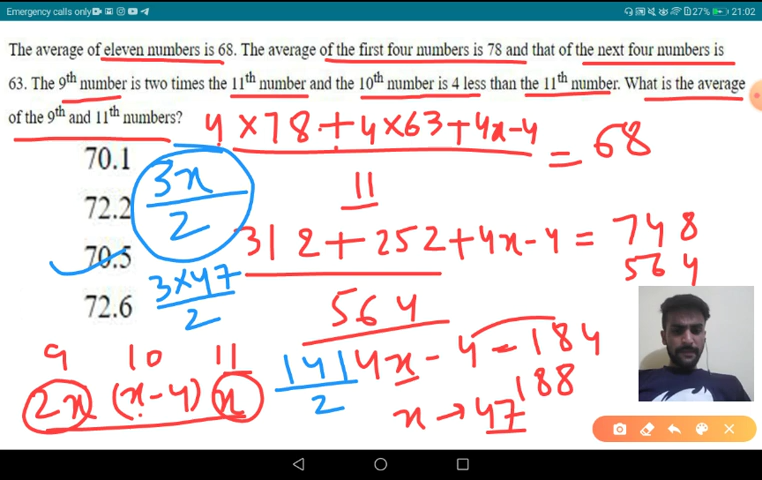 Emergency calls only 27% 21:02
The average of eleven numbers is 68. The average of the first four numbers is 78 and that of the next four numbers is
63. The 9th number is two times the 11th number and the 10th number is 4 less than the 11th number. What is the average
of the 9th and 11th numbers?
4 × 78 + 4 × 63 + 4x - 4 = 68
11
70.1
72.2
70.5
72.6
3x
2
3 1 2 + 252 + 4x - 4 = 748
564
3×47
2
564
4x - 4 = 184
188
x → 47
141
2
9 10 11
2x (x-4) x